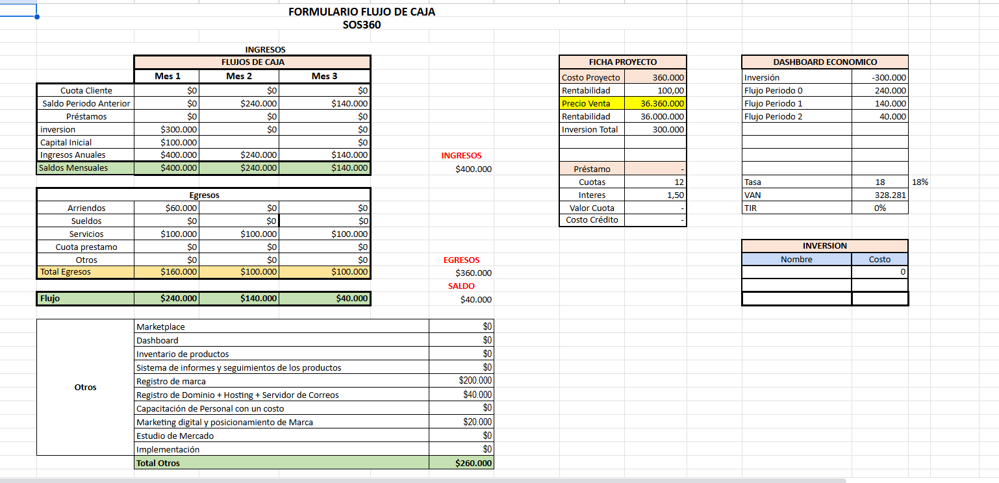 FORMULARIO FLUJO DE CAJA
SOS360
INGRESOS
FLUJOS DE CAJA
Mes 1 Mes 2 Mes 3
Cuota Cliente $0 $0 $0
Saldo Periodo Anterior $0 $240.000 $140.000
Préstamos $0 $0 $0
inversion $300.000 $0 $0
Capital Inicial $100.000 $0
Ingresos Anuales $400.000 $240.000 $140.000
Saldos Mensuales $400.000 $240.000 $140.000
INGRESOS
$400.000
Egresos
Arriendos $60.000 $0 $0
Sueldos $0 $0 $0
Servicios $100.000 $100.000 $100.000
Cuota prestamo $0 $0 $0
Otros $0 $0 $0
Total Egresos $160.000 $100.000 $100.000
EGRESOS
$360.000
SALDO
$40.000
Flujo $240.000 $140.000 $40.000
Otros
Marketplace $0
Dashboard $0
Inventario de productos $0
Sistema de informes y seguimientos de los productos $0
Registro de marca $200.000
Registro de Dominio + Hosting + Servidor de Correos $40.000
Capacitación de Personal con un costo $0
Marketing digital y posicionamiento de Marca $20.000
Estudio de Mercado $0
Implementación $0
Total Otros $260.000
FICHA PROYECTO
Costo Proyecto 360.000
Rentabilidad 100,00
Precio Venta 36.360.000
Rentabilidad 36.000.000
Inversion Total 300.000
Préstamo -
Cuotas 12
Interes 1,50
Valor Cuota -
Costo Crédito -
DASHBOARD ECONOMICO
Inversión -300.000
Flujo Periodo 0 240.000
Flujo Periodo 1 140.000
Flujo Periodo 2 40.000
Tasa 18 18%
VAN 328.281
TIR 0%
INVERSION
Nombre Costo
0